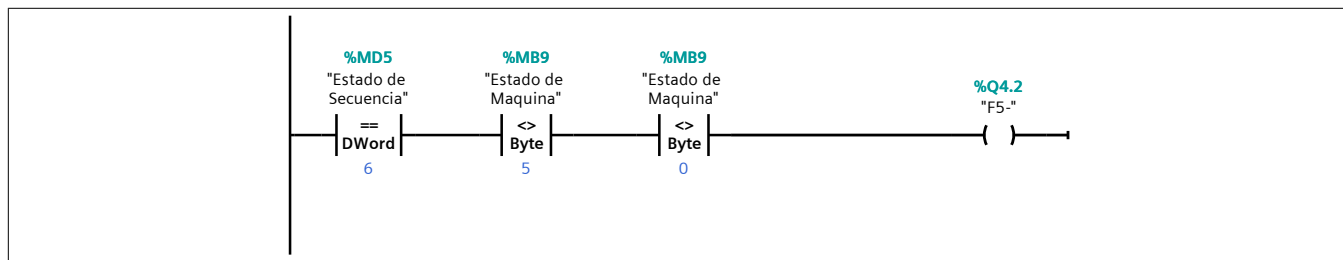 %MD5
"Estado de
Secuencia"
==
DWord
6
%MB9
"Estado de
Maquina"
<>
Byte
5
%MB9
"Estado de
Maquina"
<>
Byte
0
%Q4.2
"F5-"